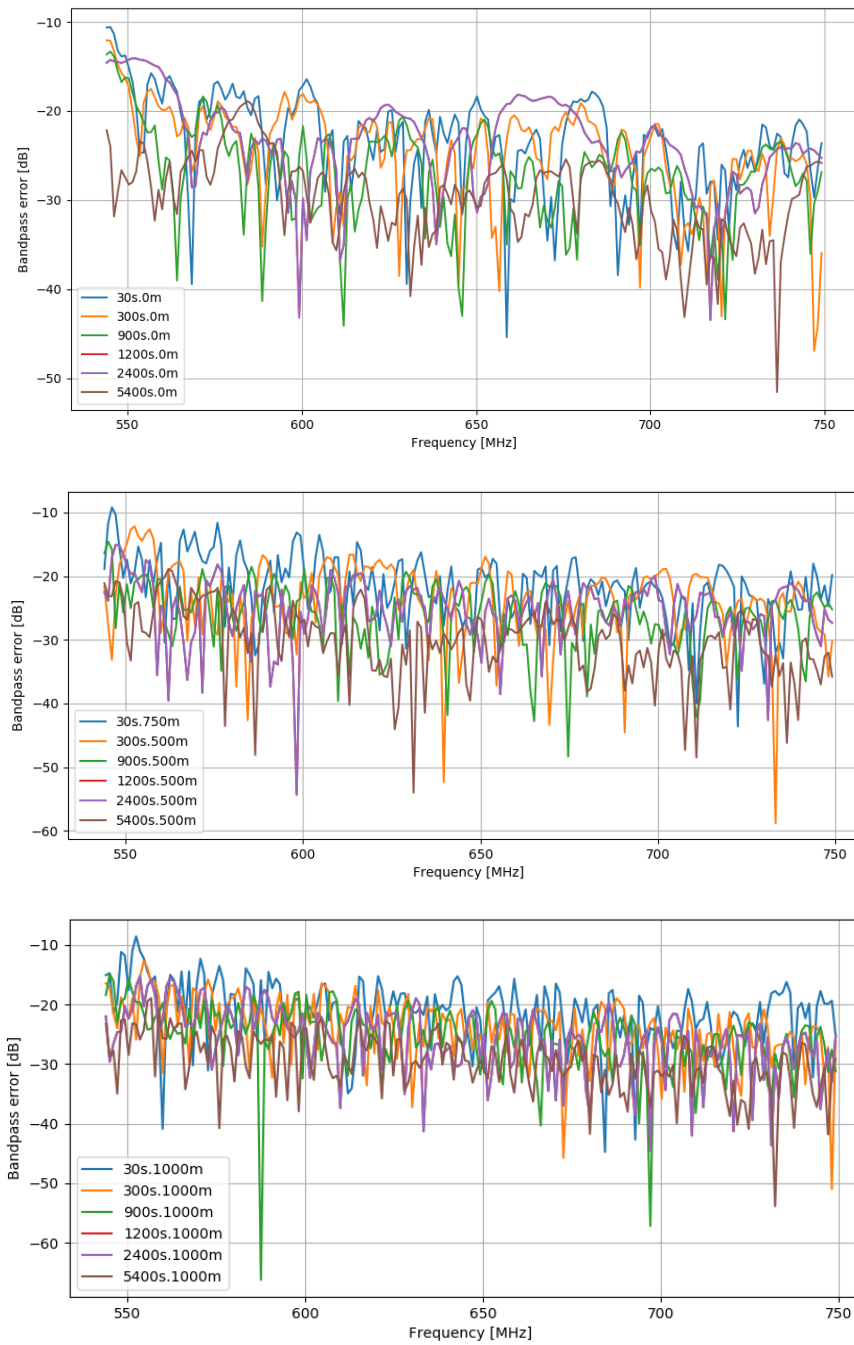 −10
−20
−30
−40
−50
Bandpass error [dB]
30s.0m
300s.0m
900s.0m
1200s.0m
2400s.0m
5400s.0m
550
600
650
700
750
Frequency [MHz]
−10
−20
−30
−40
−50
−60
Bandpass error [dB]
30s.750m
300s.500m
900s.500m
1200s.500m
2400s.500m
5400s.500m
550
600
650
700
750
Frequency [MHz]
−10
−20
−30
−40
−50
−60
Bandpass error [dB]
30s.1000m
300s.1000m
900s.1000m
1200s.1000m
2400s.1000m
5400s.1000m
550
600
650
700
750
Frequency [MHz]